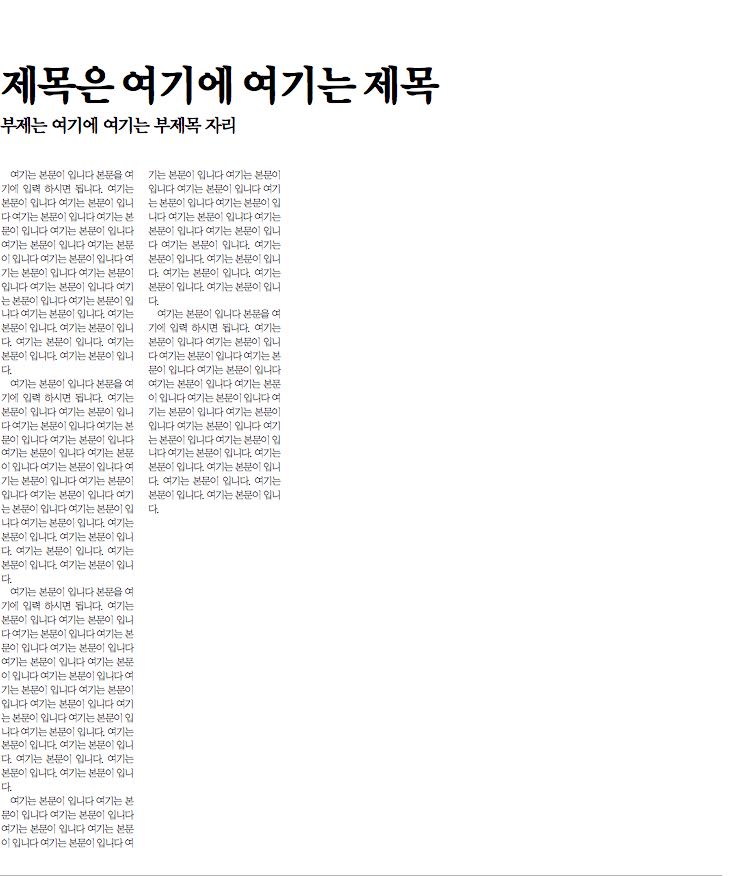 제목은 여기에 여기는 제목
부제는 여기에 여기는 부제목 자리
여기는 본문이 입니다 본문을 여
기에 입력 하시면 됩니다. 여기는
본문이 입니다 여기는 본문이 입니
다 여기는 본문이 입니다 여기는 본
문이 입니다 여기는 본문이 입니다
여기는 본문이 입니다 여기는 본문
이 입니다 여기는 본문이 입니다 여
기는 본문이 입니다 여기는 본문이
입니다 여기는 본문이 입니다 여기
는 본문이 입니다 여기는 본문이 입
니다 여기는 본문이 입니다. 여기는
본문이 입니다. 여기는 본문이 입니
다. 여기는 본문이 입니다. 여기는
본문이 입니다. 여기는 본문이 입니
다.
여기는 본문이 입니다 본문을 여
기에 입력 하시면 됩니다. 여기는
본문이 입니다 여기는 본문이 입니
다 여기는 본문이 입니다 여기는 본
문이 입니다 여기는 본문이 입니다
여기는 본문이 입니다 여기는 본문
이 입니다 여기는 본문이 입니다 여
기는 본문이 입니다 여기는 본문이
입니다 여기는 본문이 입니다 여기
는 본문이 입니다 여기는 본문이 입
니다 여기는 본문이 입니다. 여기는
본문이 입니다. 여기는 본문이 입니
다. 여기는 본문이 입니다. 여기는
본문이 입니다. 여기는 본문이 입니
다.
여기는 본문이 입니다 본문을 여
기에 입력 하시면 됩니다. 여기는
본문이 입니다 여기는 본문이 입니
다 여기는 본문이 입니다 여기는 본
문이 입니다 여기는 본문이 입니다
여기는 본문이 입니다 여기는 본문
이 입니다 여기는 본문이 입니다 여
기는 본문이 입니다 여기는 본문이
입니다 여기는 본문이 입니다 여기
는 본문이 입니다 여기는 본문이 입
니다 여기는 본문이 입니다. 여기는
본문이 입니다. 여기는 본문이 입니
다. 여기는 본문이 입니다. 여기는
본문이 입니다. 여기는 본문이 입니
다.
여기는 본문이 입니다 여기는 본
문이 입니다 여기는 본문이 입니다
여기는 본문이 입니다 여기는 본문
이 입니다 여기는 본문이 입니다 여
기는 본문이 입니다 여기는 본문이
입니다 여기는 본문이 입니다 여기
는 본문이 입니다 여기는 본문이 입
니다 여기는 본문이 입니다 여기는
본문이 입니다 여기는 본문이 입니
다 여기는 본문이 입니다. 여기는
본문이 입니다. 여기는 본문이 입니
다. 여기는 본문이 입니다. 여기는
본문이 입니다. 여기는 본문이 입니
다.
여기는 본문이 입니다 본문을 여
기에 입력 하시면 됩니다. 여기는
본문이 입니다 여기는 본문이 입니
다 여기는 본문이 입니다 여기는 본
문이 입니다 여기는 본문이 입니다
여기는 본문이 입니다 여기는 본문
이 입니다 여기는 본문이 입니다 여
기는 본문이 입니다 여기는 본문이
입니다 여기는 본문이 입니다 여기
는 본문이 입니다 여기는 본문이 입
니다 여기는 본문이 입니다. 여기는
본문이 입니다. 여기는 본문이 입니
다. 여기는 본문이 입니다. 여기는
본문이 입니다. 여기는 본문이 입니
다.